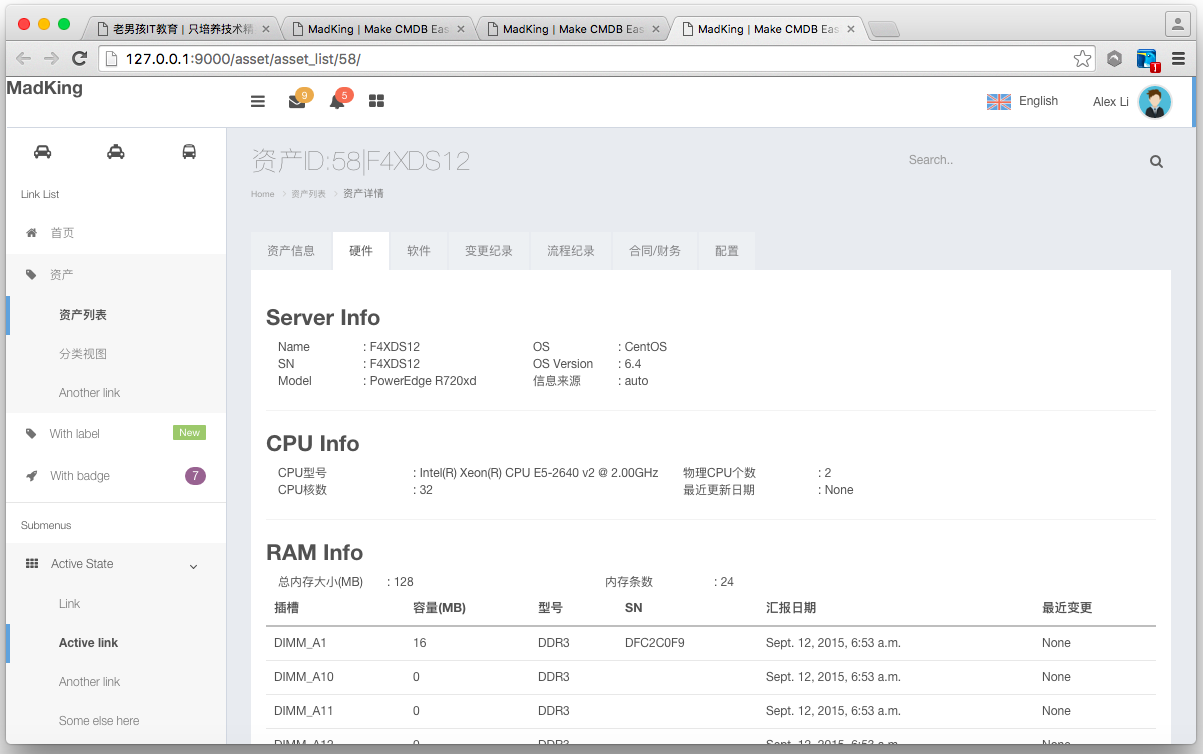 老男孩IT教育 | 只培养技术精
MadKing | Make CMDB Eas
MadKing | Make CMDB Eas
MadKing | Make CMDB Eas
127.0.0.1:9000/asset/asset_list/58/
1
MadKing
9
5
English
Alex Li
Link List
首页
资产
资产列表
分类视图
Another link
With label
New
With badge
7
Submenus
Active State
Link
Active link
Another link
Some else here
资产ID:58|F4XDS12
Search..
Home > 资产列表 > 资产详情
资产信息 硬件 软件 变更纪录 流程纪录 合同/财务 配置
Server Info
Name : F4XDS12 OS : CentOS
SN : F4XDS12 OS Version : 6.4
Model : PowerEdge R720xd 信息来源 : auto
CPU Info
CPU型号 : Intel(R) Xeon(R) CPU E5-2640 v2 @ 2.00GHz 物理CPU个数 : 2
CPU核数 : 32 最近更新日期 : None
RAM Info
总内存大小(MB) : 128 内存条数 : 24
插槽 容量(MB) 型号 SN 汇报日期 最近变更
DIMM_A1 16 DDR3 DFC2C0F9 Sept. 12, 2015, 6:53 a.m. None
DIMM_A10 0 DDR3 Sept. 12, 2015, 6:53 a.m. None
DIMM_A11 0 DDR3 Sept. 12, 2015, 6:53 a.m. None
DIMM_A12 0 DDR3 Sept. 12, 2015, 6:53 a.m. None